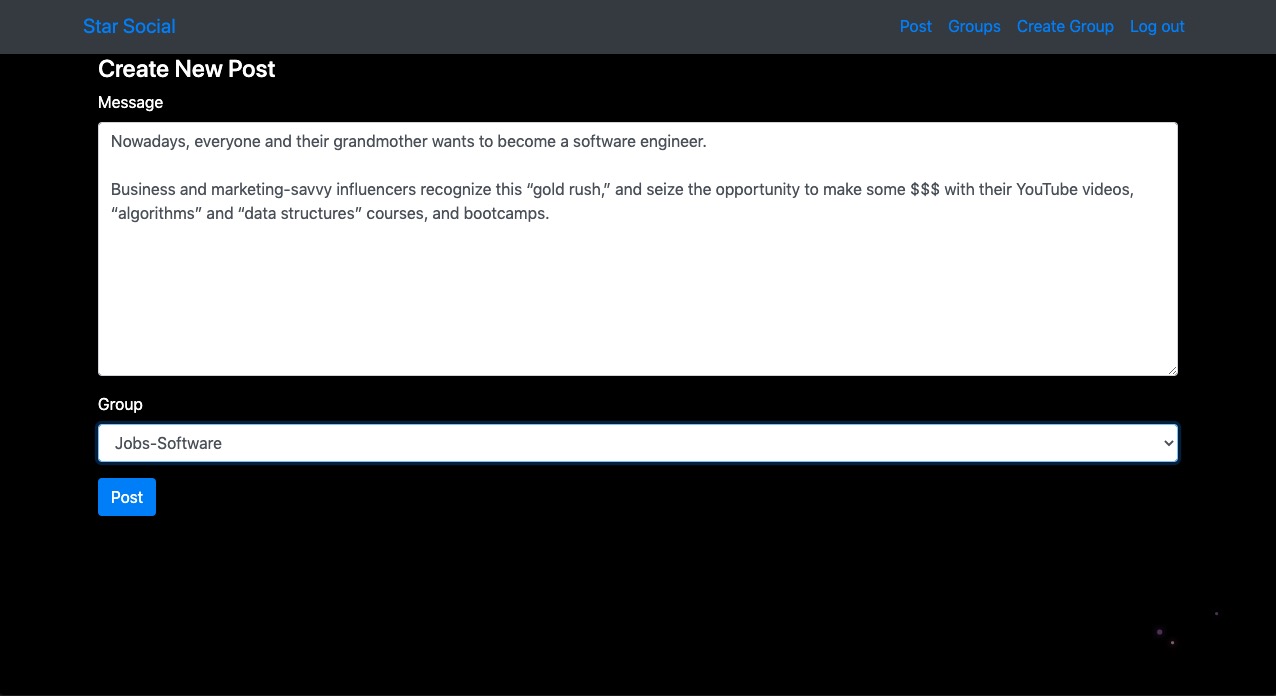 Star Social
Post
Groups
Create Group
Log out
Create New Post
Message
Nowadays, everyone and their grandmother wants to become a software engineer.
Business and marketing-savvy influencers recognize this “gold rush,” and seize the opportunity to make some $$$ with their YouTube videos,
“algorithms” and “data structures” courses, and bootcamps.
Group
Jobs-Software
Post